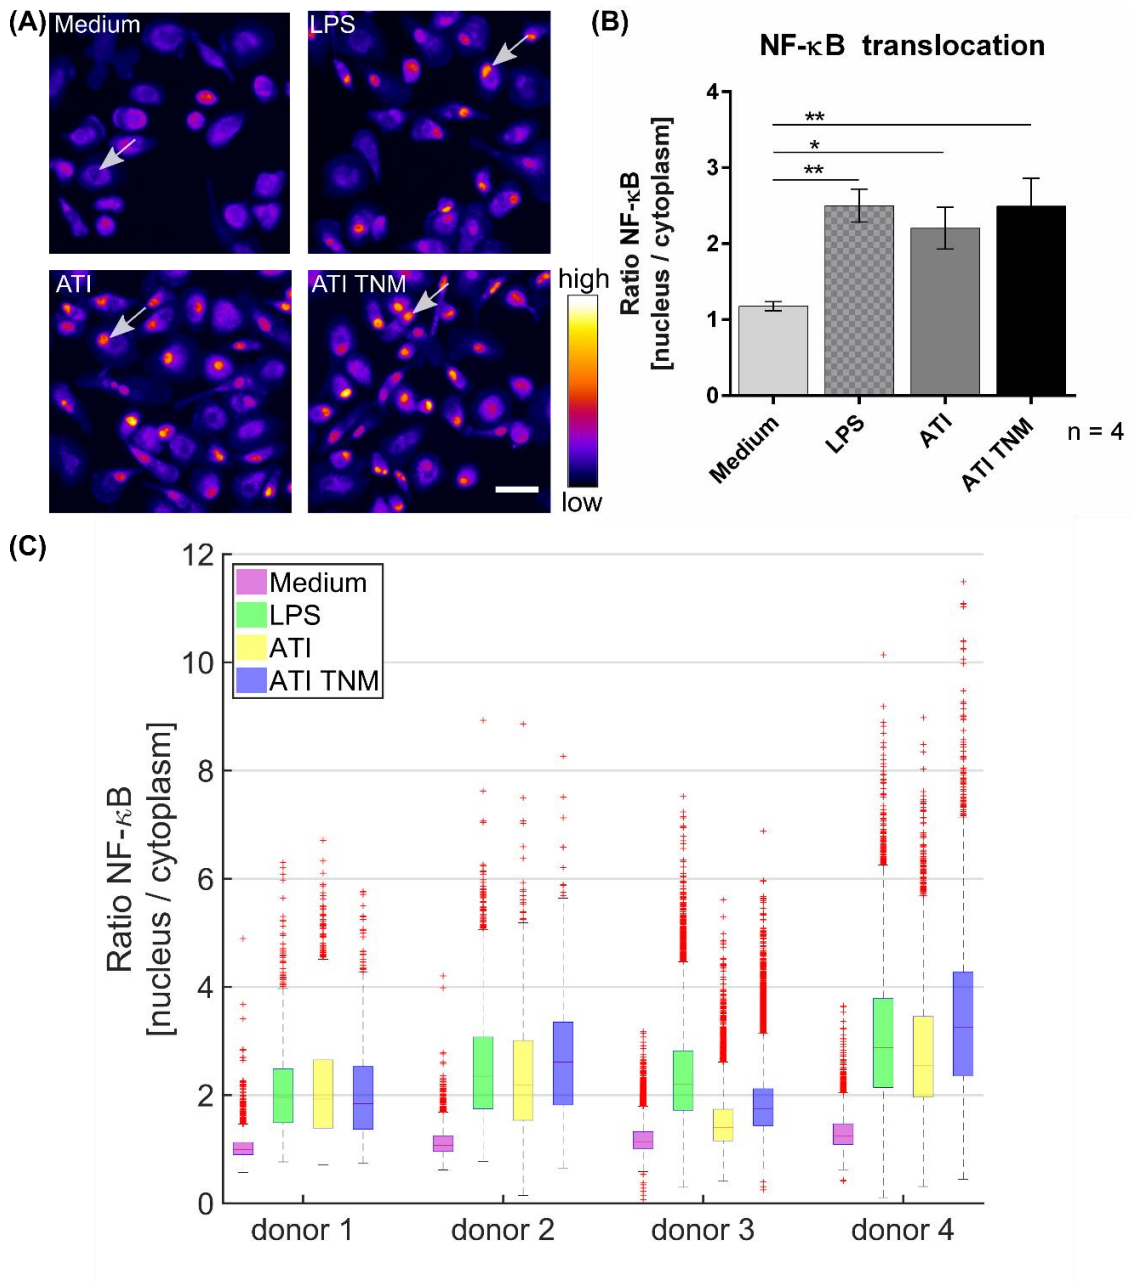 (A)
Medium
LPS
ATI
ATI TNM
high
low
(B)
NF-κB translocation
Ratio NF-κB
[nucleus / cytoplasm]
4
3
2
1
0
**
*
**
Medium
LPS
ATI
ATI TNM
n = 4
(C)
Ratio NF-κB
[nucleus / cytoplasm]
12
10
8
6
4
2
0
Medium
LPS
ATI
ATI TNM
donor 1
donor 2
donor 3
donor 4